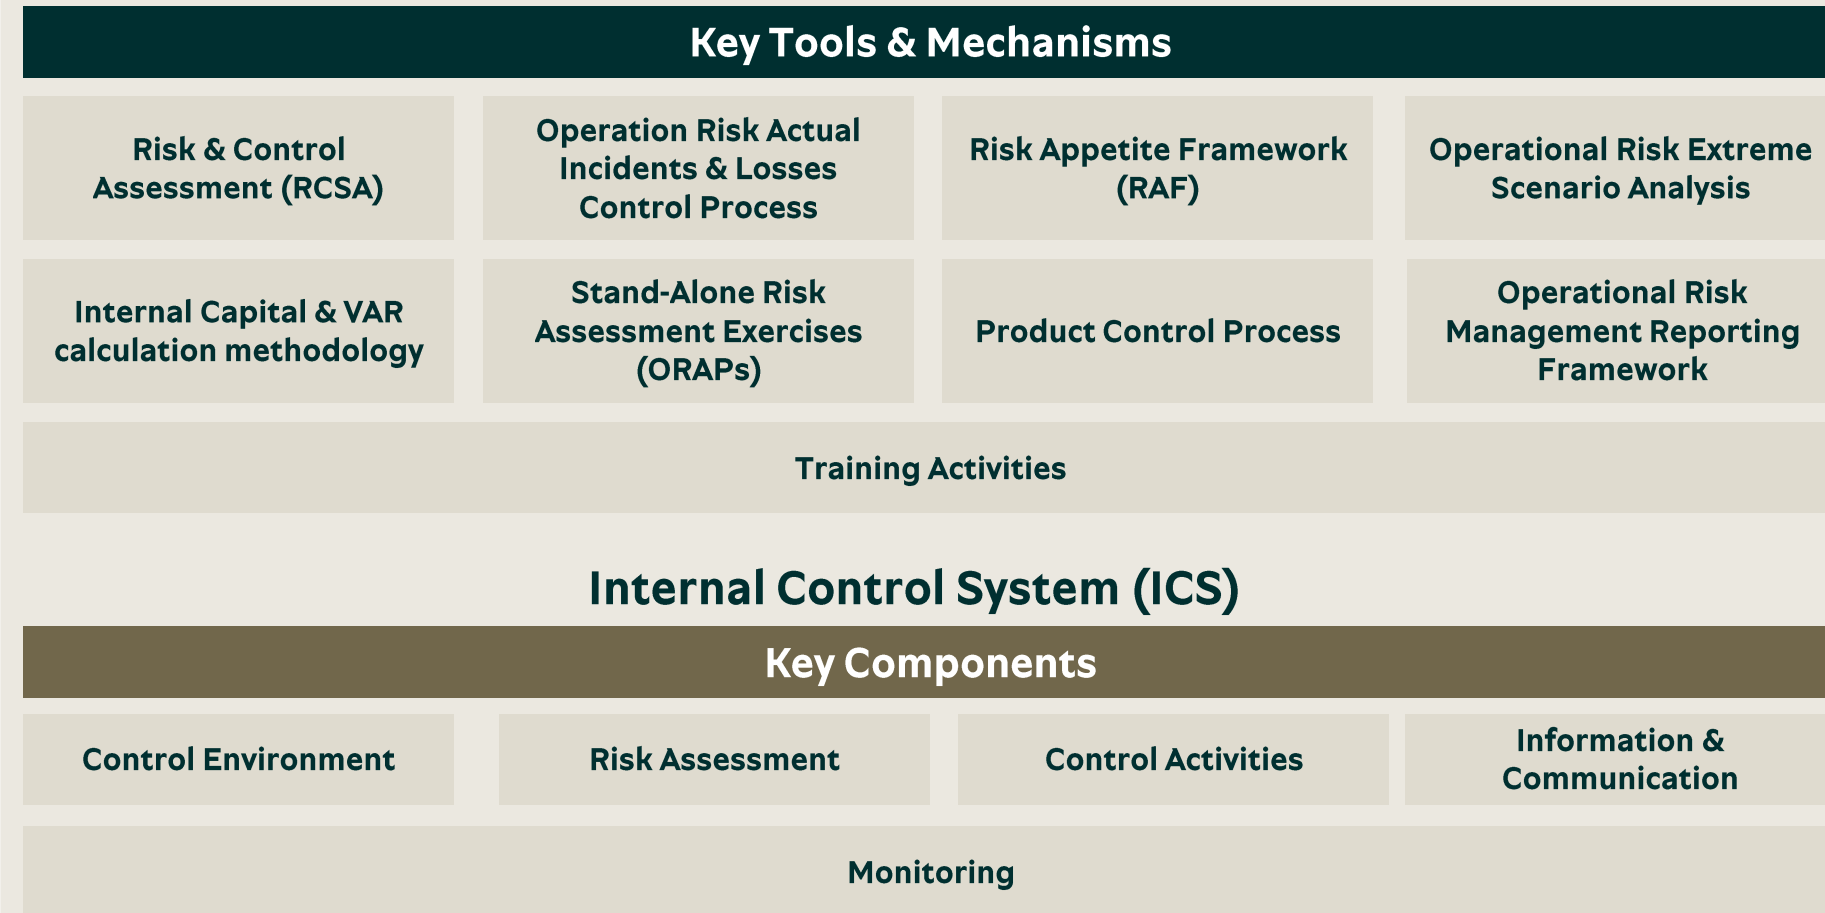 Key Tools & Mechanisms
Risk & Control
Assessment (RCSA)
Operation Risk Actual
Incidents & Losses
Control Process
Risk Appetite Framework
(RAF)
Operational Risk Extreme
Scenario Analysis
Internal Capital & VAR
calculation methodology
Stand-Alone Risk
Assessment Exercises
(ORAPs)
Product Control Process
Operational Risk
Management Reporting
Framework
Training Activities
Internal Control System (ICS)
Key Components
Control Environment
Risk Assessment
Control Activities
Information &
Communication
Monitoring